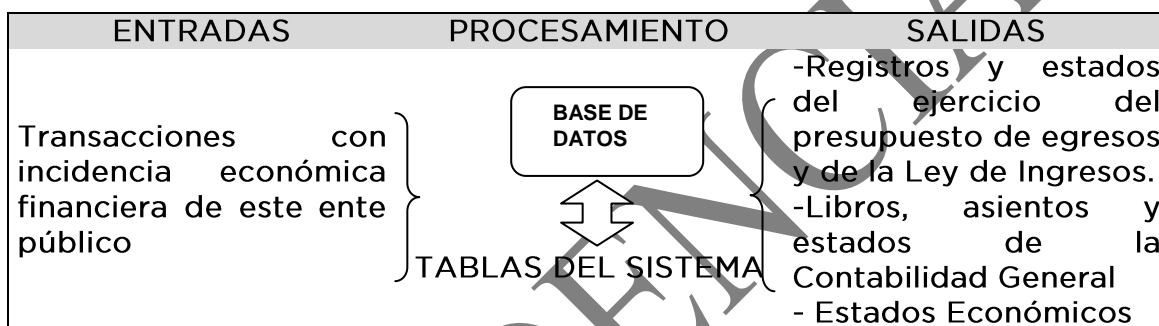 ENTRADAS PROCESAMIENTO SALIDAS
Transacciones con
incidencia económica
financiera de este ente
público
BASE DE
DATOS
TABLAS DEL SISTEMA
-Registros y estados
del ejercicio del
presupuesto de egresos
y de la Ley de Ingresos.
-Libros, asientos y
estados de la
Contabilidad General
- Estados Económicos